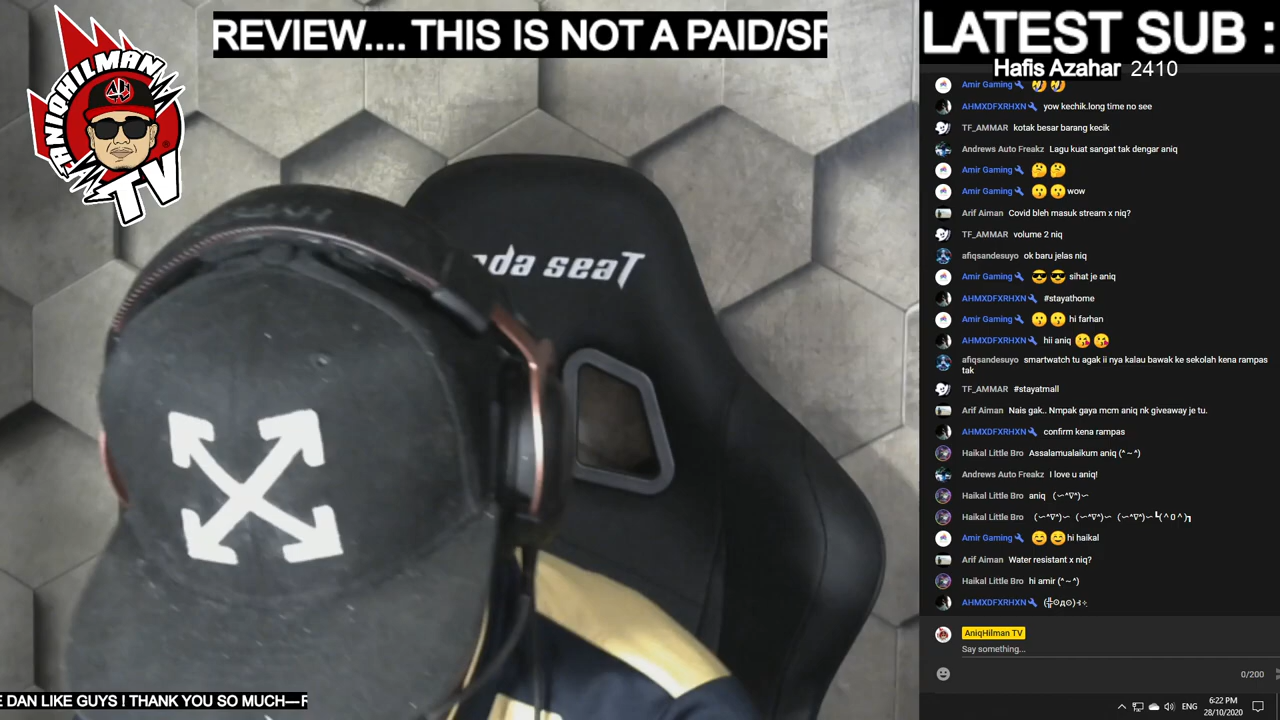 REVIEW.... THIS IS NOT A PAID/SP
LATEST SUB :
Hafis Azahar 2410
ANIQHILMAN
TV
da seaT
Amir Gaming
AHMXDFXRHXN yow kechik.long time no see
TF_AMMAR kotak besar barang kecik
Andrews Auto Freakz Lagu kuat sangat tak dengar aniq
Amir Gaming 🤔 🤔
Amir Gaming 😗 😗 wow
Arif Aiman Covid bleh masuk stream x niq?
TF_AMMAR volume 2 niq
afiqsandesuyo ok baru jelas niq
Amir Gaming 😎 😎 sihat je aniq
AHMXDFXRHXN #stayathome
Amir Gaming 😗 😗 hi farhan
AHMXDFXRHXN hii aniq 😘 😘
afiqsandesuyo smartwatch tu agak ii nya kalau bawak ke sekolah kena rampas
tak
TF_AMMAR #stayatmall
Arif Aiman Nais gak.. Nmpak gaya mcm aniq nk giveaway je tu.
AHMXDFXRHXN confirm kena rampas
Haikal Little Bro Assalamualaikum aniq (^～^)
Andrews Auto Freakz I love u aniq!
Haikal Little Bro aniq
Haikal Little Bro
Amir Gaming 😊 😊 hi haikal
Arif Aiman Water resistant x niq?
Haikal Little Bro hi amir (^～^)
AHMXDFXRHXN
AniqHilman TV
Say something...
0/200
E DAN LIKE GUYS ! THANK YOU SO MUCH—
ENG
6:22 PM
28/10/2020